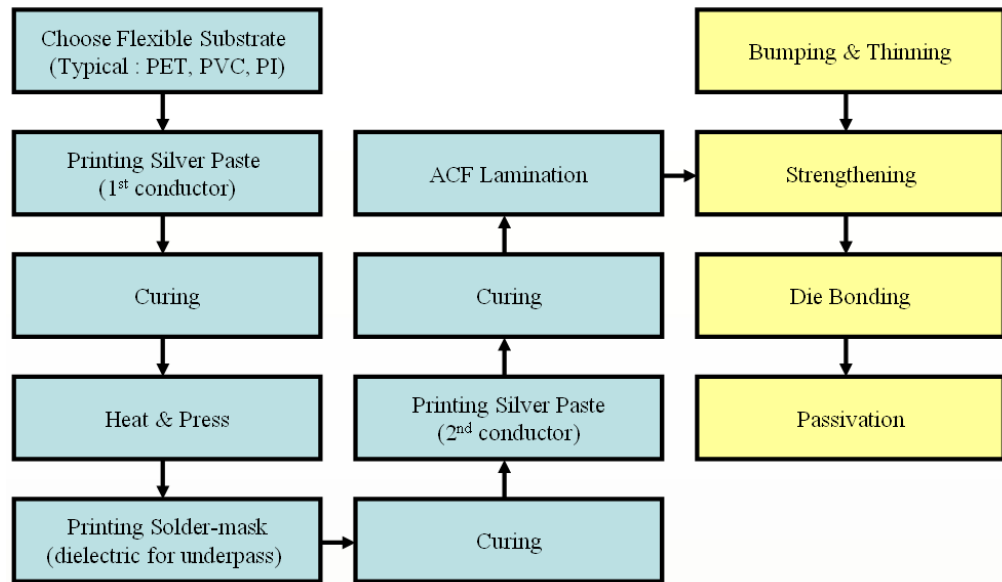 Choose Flexible Substrate
(Typical : PET, PVC, PI)
Printing Silver Paste
(1st conductor)
Curing
Heat & Press
Printing Solder-mask
(dielectric for underpass)
Curing
Printing Silver Paste
(2nd conductor)
Curing
ACF Lamination
Bumping & Thinning
Strengthening
Die Bonding
Passivation